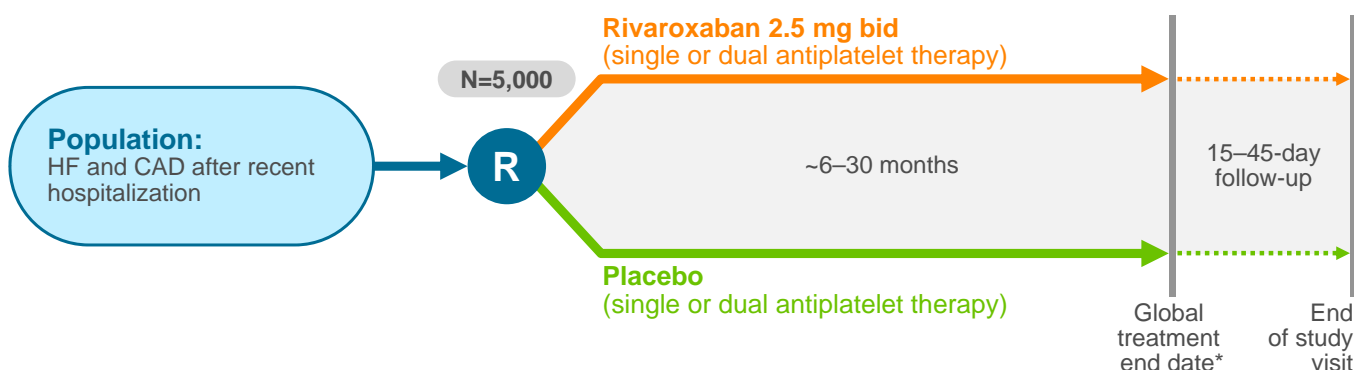 Rivaroxaban 2.5 mg bid
(single or dual antiplatelet therapy)
N=5,000
Population:
HF and CAD after recent
hospitalization
R
~6–30 months
15–45-day
follow-up
Placebo
(single or dual antiplatelet therapy)
Global
treatment
end date*
End
of study
visit